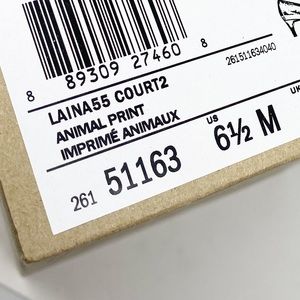 8 89309 27460 8
261511634040
LAINA55 COURT2
ANIMAL PRINT
IMPRIMÉ ANIMAUX
US
UK
261 51163 6½ M